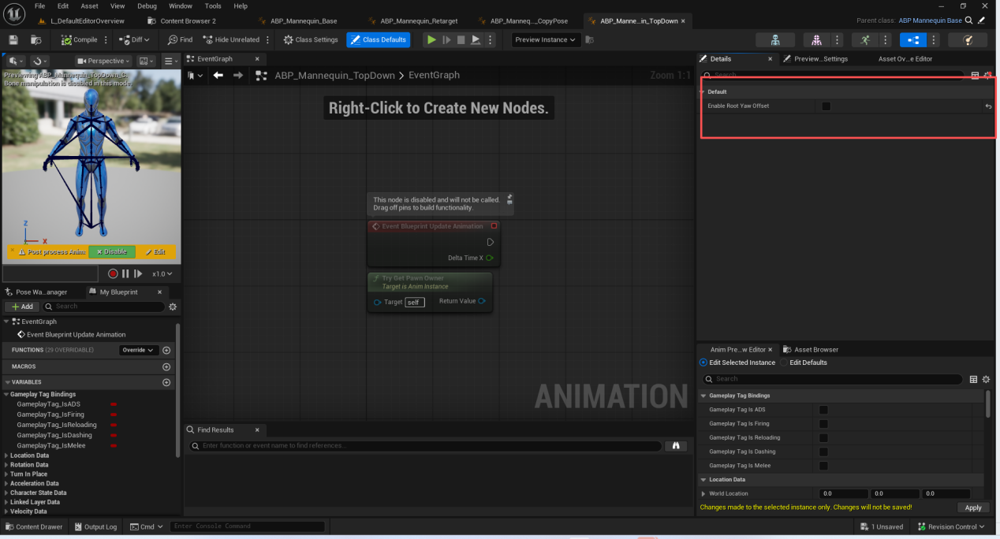 File Edit Asset View Debug Window Tools Help
L_DefaultEditorOverview Content Browser 2 ABP_Mannequin_Base ABP_Mannequin_Retarget ABP_Manneq…_CopyPose ABP_Manne…in_TopDown × Parent class: ABP Mannequin Base
Compile Diff Find Hide Unrelated Class Settings Class Defaults Preview Instance
Perspective
Previewing ABP_Mannequin_TopDown_C.
Bone manipulation is disabled in this mode.
Z
X
Post process Anim: × Disable Edit
x1.0
Pose Wa…anager My Blueprint ×
+ Add Search
EventGraph
Event Blueprint Update Animation
FUNCTIONS (29 OVERRIDABLE) Override
MACROS
VARIABLES
Gameplay Tag Bindings
GameplayTag_IsADS
GameplayTag_IsFiring
GameplayTag_IsReloading
GameplayTag_IsDashing
GameplayTag_IsMelee
Location Data
Rotation Data
Turn In Place
Acceleration Data
Character State Data
Linked Layer Data
Velocity Data
EventGraph ×
ABP_Mannequin_TopDown > EventGraph Zoom 1:1
Right-Click to Create New Nodes.
This node is disabled and will not be called.
Drag off pins to build functionality.
Event Blueprint Update Animation
Delta Time X
Try Get Pawn Owner
Target is Anim Instance
Target self Return Value
ANIMATION
Find Results ×
Enter function or event name to find references...
Details × Preview…Settings Asset Ov…e Editor
Search
Default
Enable Root Yaw Offset
Anim Pre…w Editor × Asset Browser
Edit Selected Instance Edit Defaults
Search
Gameplay Tag Bindings
Gameplay Tag Is ADS
Gameplay Tag Is Firing
Gameplay Tag Is Reloading
Gameplay Tag Is Dashing
Gameplay Tag Is Melee
Location Data
World Location 0.0 0.0 0.0
Changes made to the selected instance only. Changes will not be saved! Apply
Content Drawer Output Log Cmd Enter Console Command 1 Unsaved Revision Control